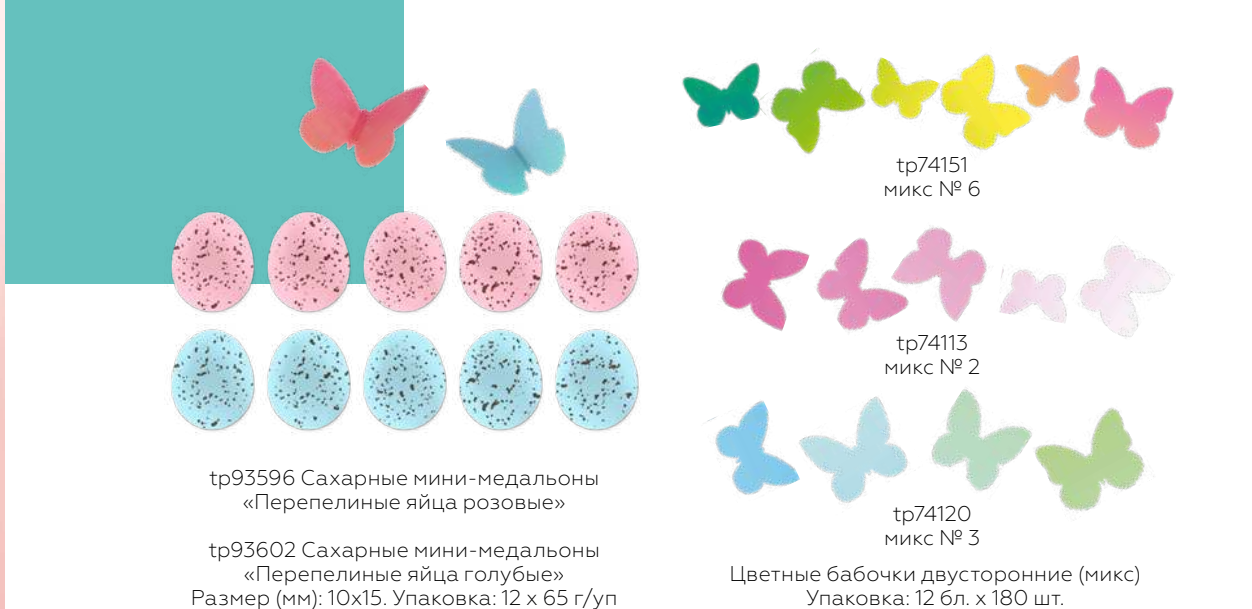 tp93596 Сахарные мини-медальоны
«Перепелиные яйца розовые»
tp93602 Сахарные мини-медальоны
«Перепелиные яйца голубые»
Размер (мм): 10х15. Упаковка: 12 х 65 г/уп
tp74151
микс № 6
tp74113
микс № 2
tp74120
микс № 3
Цветные бабочки двусторонние (микс)
Упаковка: 12 бл. х 180 шт.